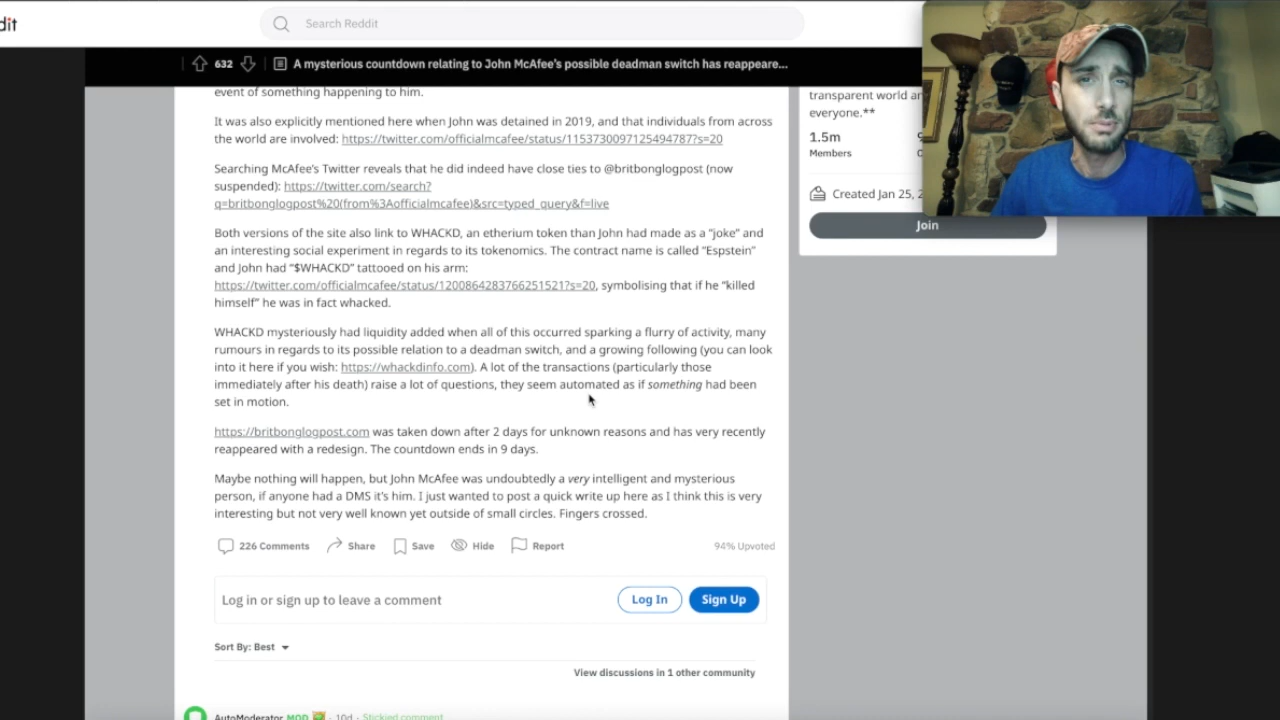 dit
Search Reddit
632
A mysterious countdown relating to John McAfee's possible deadman switch has reappeare...
event of something happening to him.
It was also explicitly mentioned here when John was detained in 2019, and that individuals from across
the world are involved: https://twitter.com/officialmcafee/status/1153730097125494787?s=20
Searching McAfee's Twitter reveals that he did indeed have close ties to @britbonglogpost (now
suspended): https://twitter.com/search?
q=britbonglogpost%20(from%3Aofficialmcafee)&src=typed_query&f=live
Both versions of the site also link to WHACKD, an etherium token than John had made as a "joke" and
an interesting social experiment in regards to its tokenomics. The contract name is called "Espstein"
and John had "$WHACKD" tattooed on his arm:
https://twitter.com/officialmcafee/status/1200864283766251521?s=20, symbolising that if he "killed
himself" he was in fact whacked.
WHACKD mysteriously had liquidity added when all of this occurred sparking a flurry of activity, many
rumours in regards to its possible relation to a deadman switch, and a growing following (you can look
into it here if you wish: https://whackdinfo.com). A lot of the transactions (particularly those
immediately after his death) raise a lot of questions, they seem automated as if something had been
set in motion.
https://britbonglogpost.com was taken down after 2 days for unknown reasons and has very recently
reappeared with a redesign. The countdown ends in 9 days.
Maybe nothing will happen, but John McAfee was undoubtedly a very intelligent and mysterious
person, if anyone had a DMS it's him. I just wanted to post a quick write up here as I think this is very
interesting but not very well known yet outside of small circles. Fingers crossed.
226 Comments Share Save Hide Report 94% Upvoted
Log in or sign up to leave a comment Log In Sign Up
Sort By: Best
View discussions in 1 other community
AutoModerator MOD · 10d · Stickied comment
transparent world an
everyone.**
1.5m
Members
Created Jan 25, 2
Join